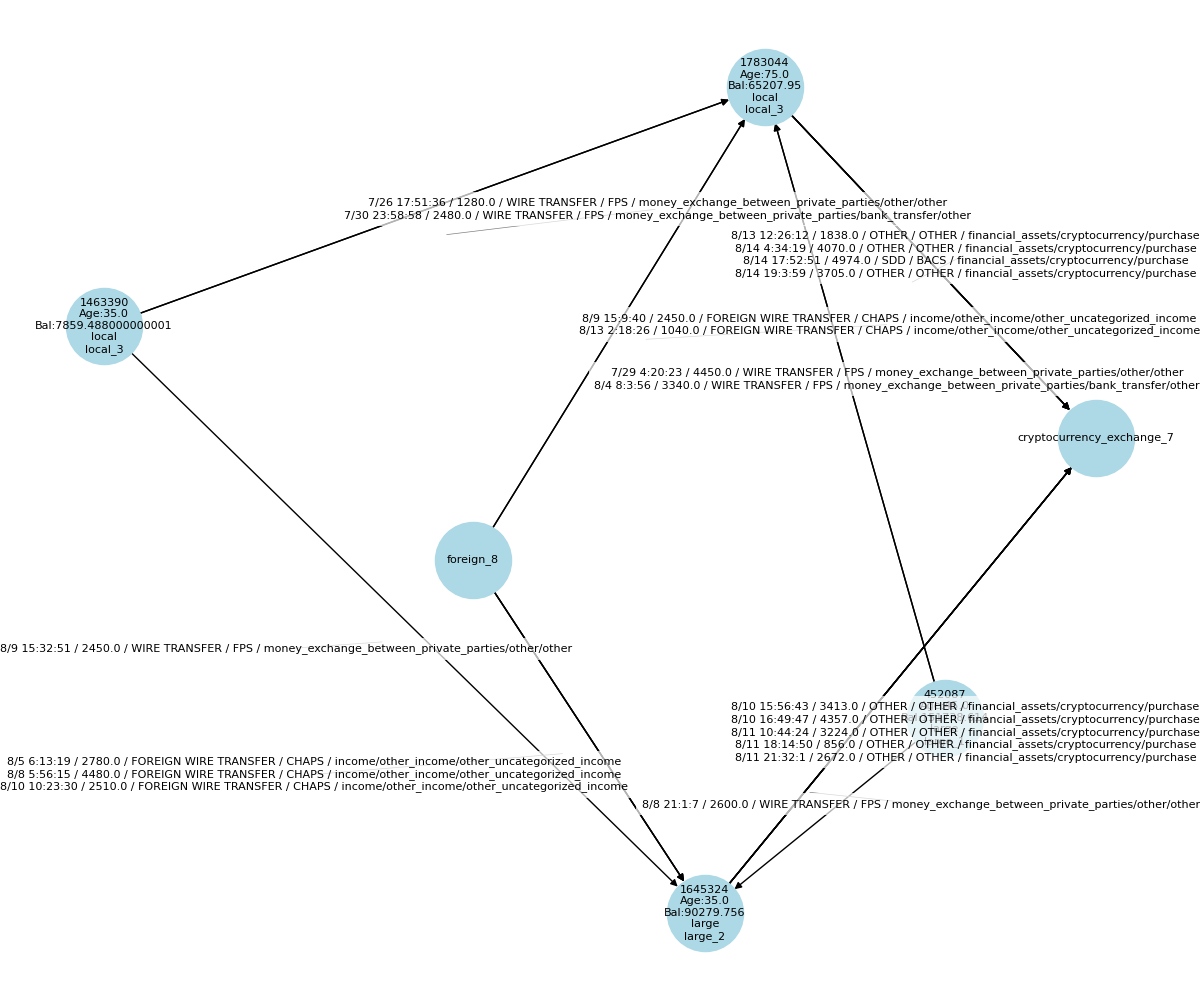 1783044
Age:75.0
Bal:65207.95
local
local_3
7/26 17:51:36 / 1280.0 / WIRE TRANSFER / FPS / money_exchange_between_private_parties/other/other
7/30 23:58:58 / 2480.0 / WIRE TRANSFER / FPS / money_exchange_between_private_parties/bank_transfer/other
8/13 12:26:12 / 1838.0 / OTHER / OTHER / financial_assets/cryptocurrency/purchase
8/14 4:34:19 / 4070.0 / OTHER / OTHER / financial_assets/cryptocurrency/purchase
8/14 17:52:51 / 4974.0 / SDD / BACS / financial_assets/cryptocurrency/purchase
8/14 19:3:59 / 3705.0 / OTHER / OTHER / financial_assets/cryptocurrency/purchase
1463390
Age:35.0
Bal:7859.488000000001
local
local_3
8/9 15:9:40 / 2450.0 / FOREIGN WIRE TRANSFER / CHAPS / income/other_income/other_uncategorized_income
8/13 2:18:26 / 1040.0 / FOREIGN WIRE TRANSFER / CHAPS / income/other_income/other_uncategorized_income
7/29 4:20:23 / 4450.0 / WIRE TRANSFER / FPS / money_exchange_between_private_parties/other/other
8/4 8:3:56 / 3340.0 / WIRE TRANSFER / FPS / money_exchange_between_private_parties/bank_transfer/other
cryptocurrency_exchange_7
foreign_8
8/9 15:32:51 / 2450.0 / WIRE TRANSFER / FPS / money_exchange_between_private_parties/other/other
452087
8/10 15:56:43 / 3413.0 / OTHER / OTHER / financial_assets/cryptocurrency/purchase
8/10 16:49:47 / 4357.0 / OTHER / OTHER / financial_assets/cryptocurrency/purchase
8/11 10:44:24 / 3224.0 / OTHER / OTHER / financial_assets/cryptocurrency/purchase
8/11 18:14:50 / 856.0 / OTHER / OTHER / financial_assets/cryptocurrency/purchase
8/11 21:32:1 / 2672.0 / OTHER / OTHER / financial_assets/cryptocurrency/purchase
8/5 6:13:19 / 2780.0 / FOREIGN WIRE TRANSFER / CHAPS / income/other_income/other_uncategorized_income
8/8 5:56:15 / 4480.0 / FOREIGN WIRE TRANSFER / CHAPS / income/other_income/other_uncategorized_income
8/10 10:23:30 / 2510.0 / FOREIGN WIRE TRANSFER / CHAPS / income/other_income/other_uncategorized_income
8/8 21:1:7 / 2600.0 / WIRE TRANSFER / FPS / money_exchange_between_private_parties/other/other
1645324
Age:35.0
Bal:90279.756
large
large_2